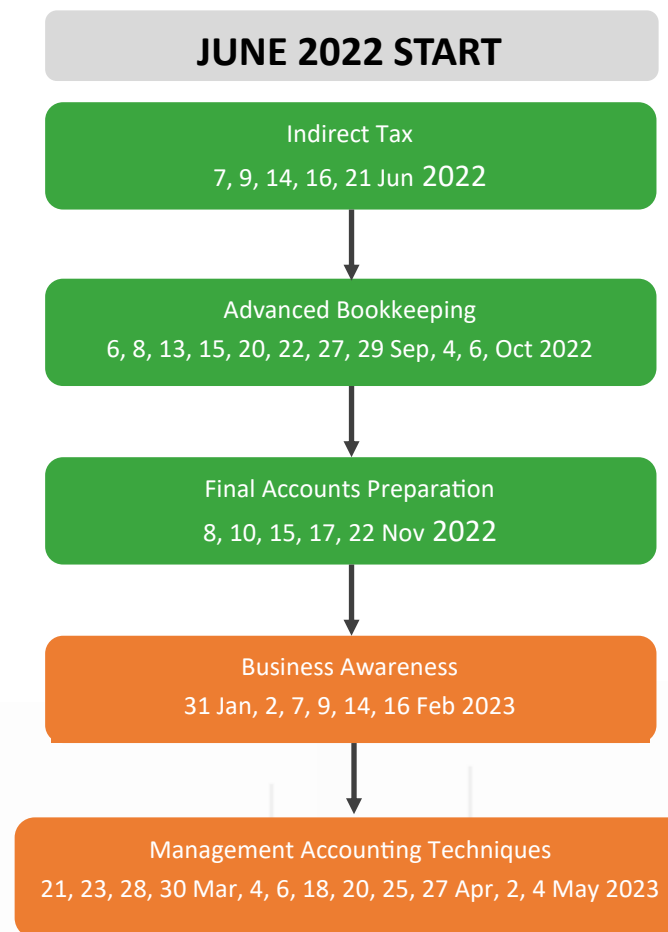 JUNE 2022 START
Indirect Tax
7, 9, 14, 16, 21 Jun 2022
Advanced Bookkeeping
6, 8, 13, 15, 20, 22, 27, 29 Sep, 4, 6, Oct 2022
Final Accounts Preparation
8, 10, 15, 17, 22 Nov 2022
Business Awareness
31 Jan, 2, 7, 9, 14, 16 Feb 2023
Management Accounting Techniques
21, 23, 28, 30 Mar, 4, 6, 18, 20, 25, 27 Apr, 2, 4 May 2023